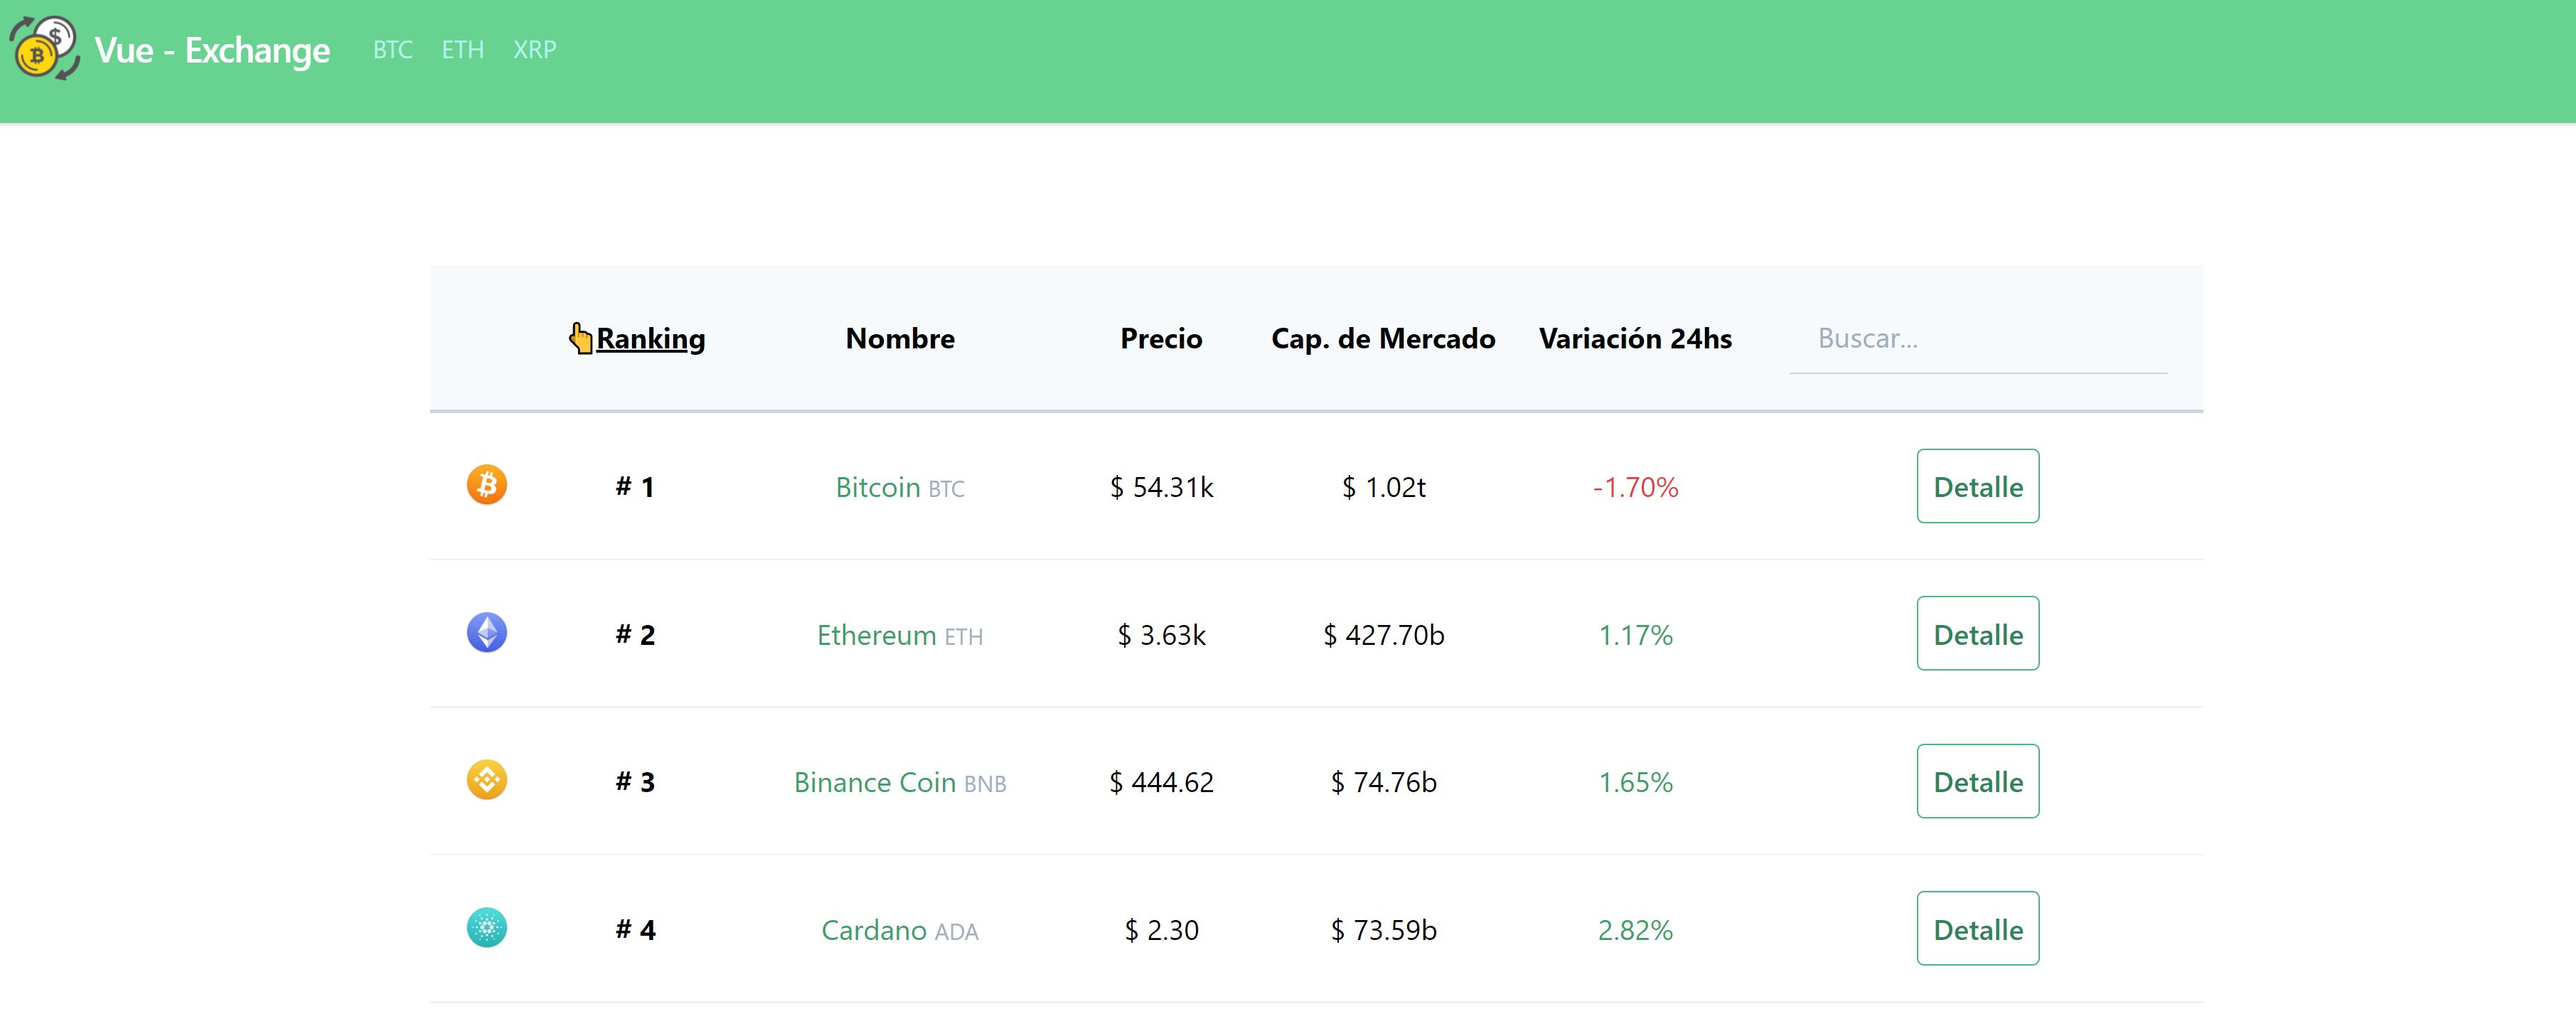 Vue - Exchange BTC ETH XRP
Ranking Nombre Precio Cap. de Mercado Variación 24hs Buscar...
# 1 Bitcoin BTC $ 54.31k $ 1.02t -1.70% Detalle
# 2 Ethereum ETH $ 3.63k $ 427.70b 1.17% Detalle
# 3 Binance Coin BNB $ 444.62 $ 74.76b 1.65% Detalle
# 4 Cardano ADA $ 2.30 $ 73.59b 2.82% Detalle